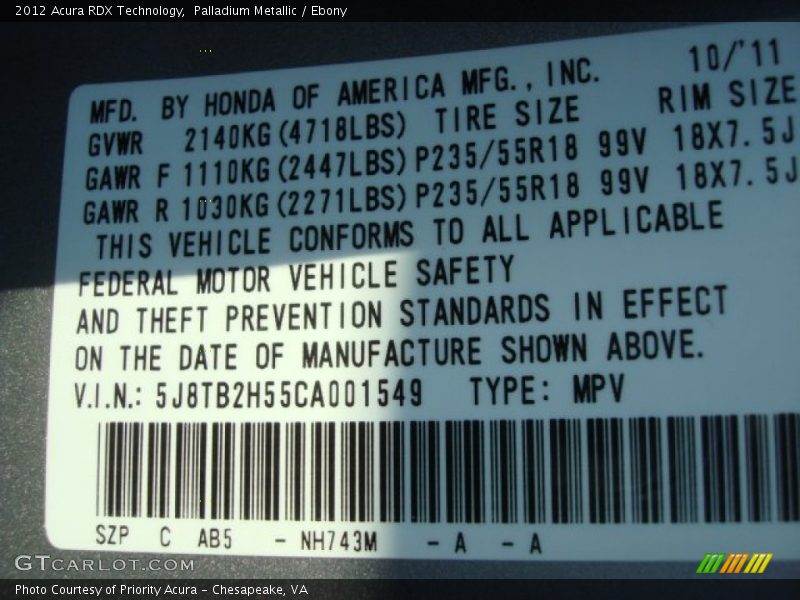 2012 Acura RDX Technology, Palladium Metallic / Ebony
MFD. BY HONDA OF AMERICA MFG., INC. 10/'11
GVWR 2140KG(4718LBS) TIRE SIZE RIM SIZE
GAWR F 1110KG(2447LBS)P235/55R18 99V 18X7.5J
GAWR R 1030KG(2271LBS)P235/55R18 99V 18X7.5J
THIS VEHICLE CONFORMS TO ALL APPLICABLE
FEDERAL MOTOR VEHICLE SAFETY
AND THEFT PREVENTION STANDARDS IN EFFECT
ON THE DATE OF MANUFACTURE SHOWN ABOVE.
V.I.N.: 5J8TB2H55CA001549 TYPE: MPV
SZP C AB5 - NH743M - A - A
GTCARLOT.COM
Photo Courtesy of Priority Acura - Chesapeake, VA